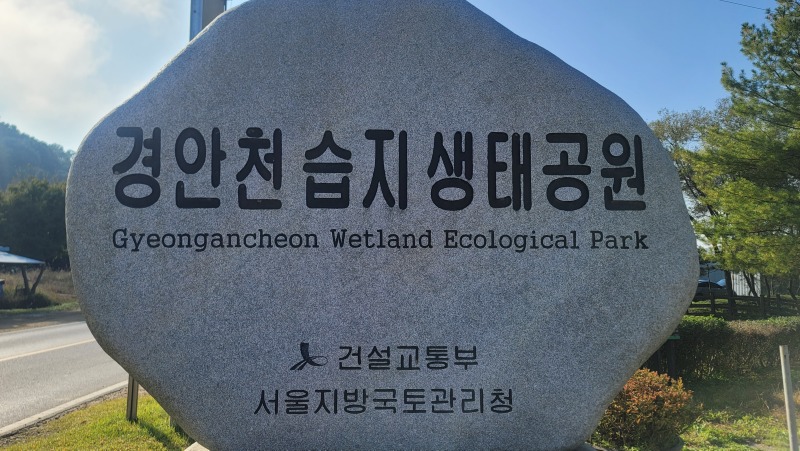 경안천 습지 생태공원
Gyeongancheon Wetland Ecological Park
건설교통부
서울지방국토관리청